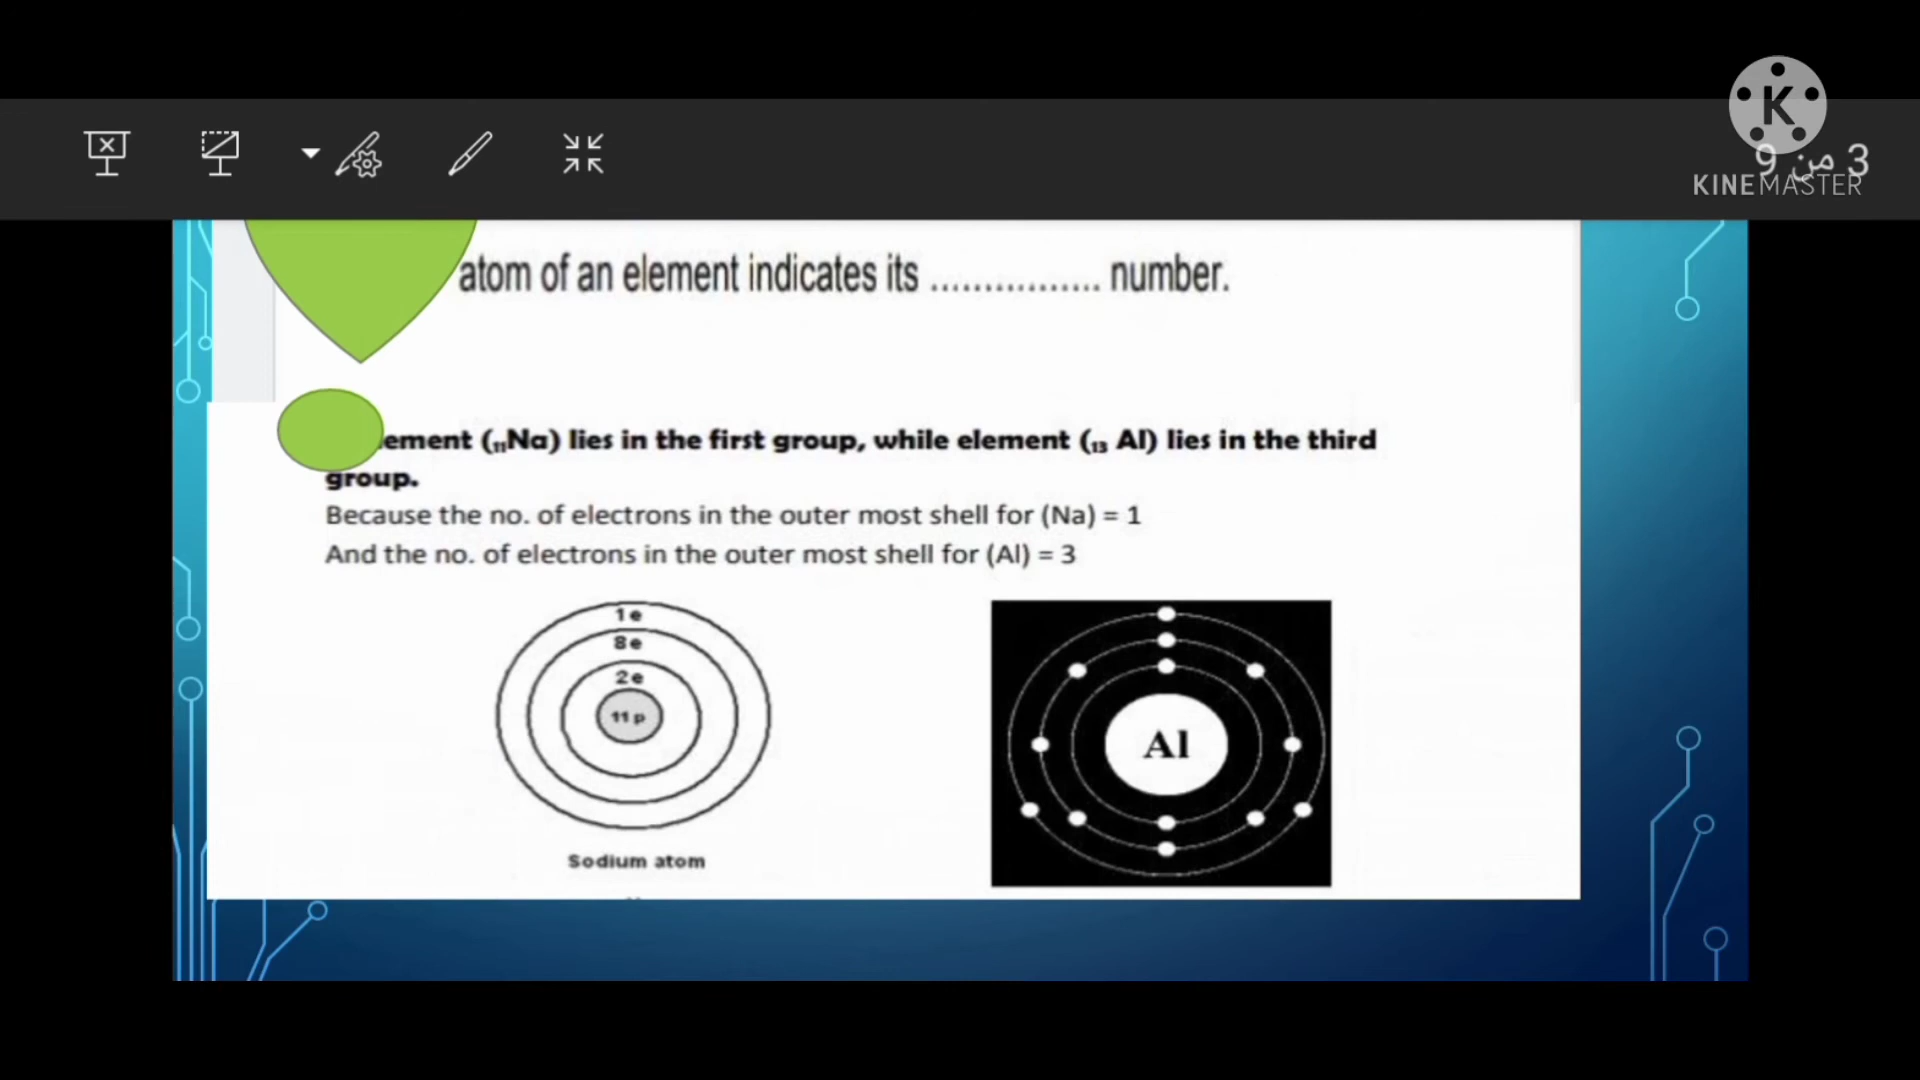 3 من 9
KINEMASTER
atom of an element indicates its ................ number.
ement (₁₁Na) lies in the first group, while element (₁₃ Al) lies in the third
group.
Because the no. of electrons in the outer most shell for (Na) = 1
And the no. of electrons in the outer most shell for (Al) = 3
1e
8e
2e
11p
Sodium atom
Al